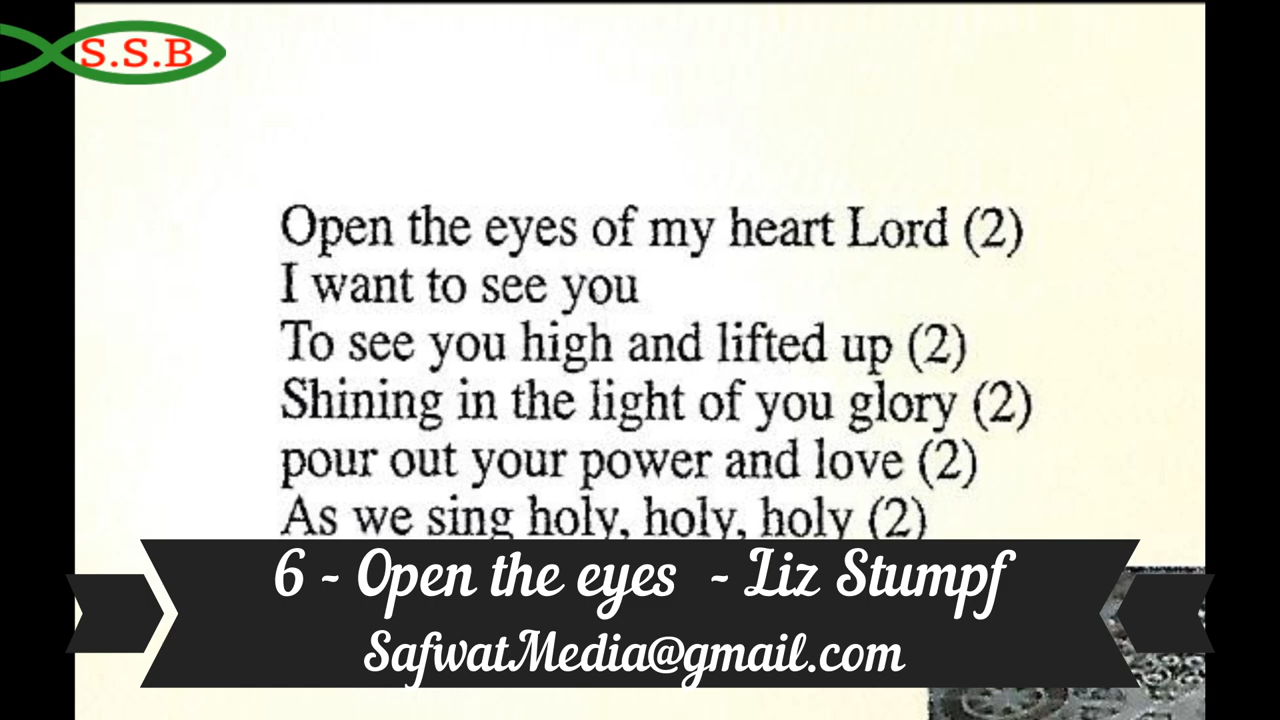 S.S.B
Open the eyes of my heart Lord (2)
I want to see you
To see you high and lifted up (2)
Shining in the light of you glory (2)
pour out your power and love (2)
As we sing holy, holy, holy (2)
6 - Open the eyes - Liz Stumpf
SafwatMedia@gmail.com